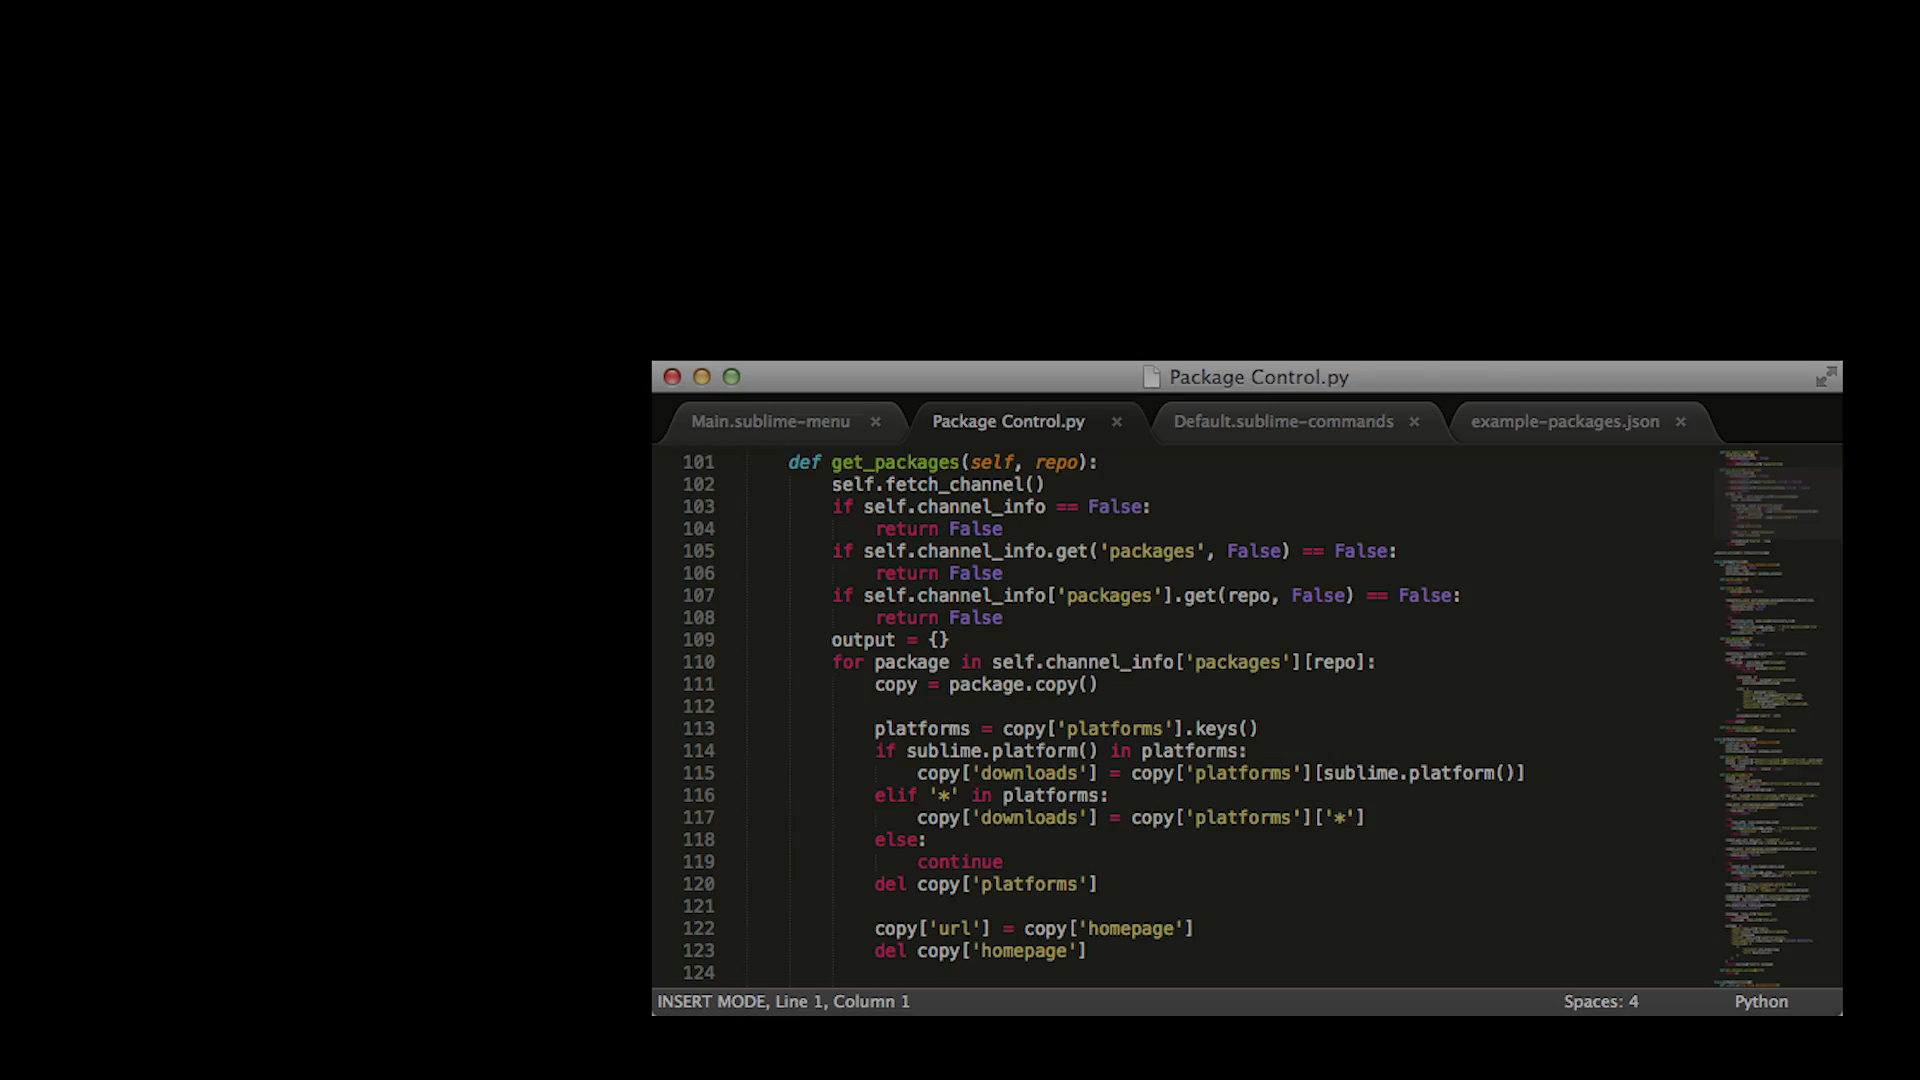 Package Control.py
Main.sublime-menu × Package Control.py × Default.sublime-commands × example-packages.json ×
101 def get_packages(self, repo):
102 self.fetch_channel()
103 if self.channel_info == False:
104 return False
105 if self.channel_info.get('packages', False) == False:
106 return False
107 if self.channel_info['packages'].get(repo, False) == False:
108 return False
109 output = {}
110 for package in self.channel_info['packages'][repo]:
111 copy = package.copy()
112
113 platforms = copy['platforms'].keys()
114 if sublime.platform() in platforms:
115 copy['downloads'] = copy['platforms'][sublime.platform()]
116 elif '*' in platforms:
117 copy['downloads'] = copy['platforms']['*']
118 else:
119 continue
120 del copy['platforms']
121
122 copy['url'] = copy['homepage']
123 del copy['homepage']
124
INSERT MODE, Line 1, Column 1 Spaces: 4 Python